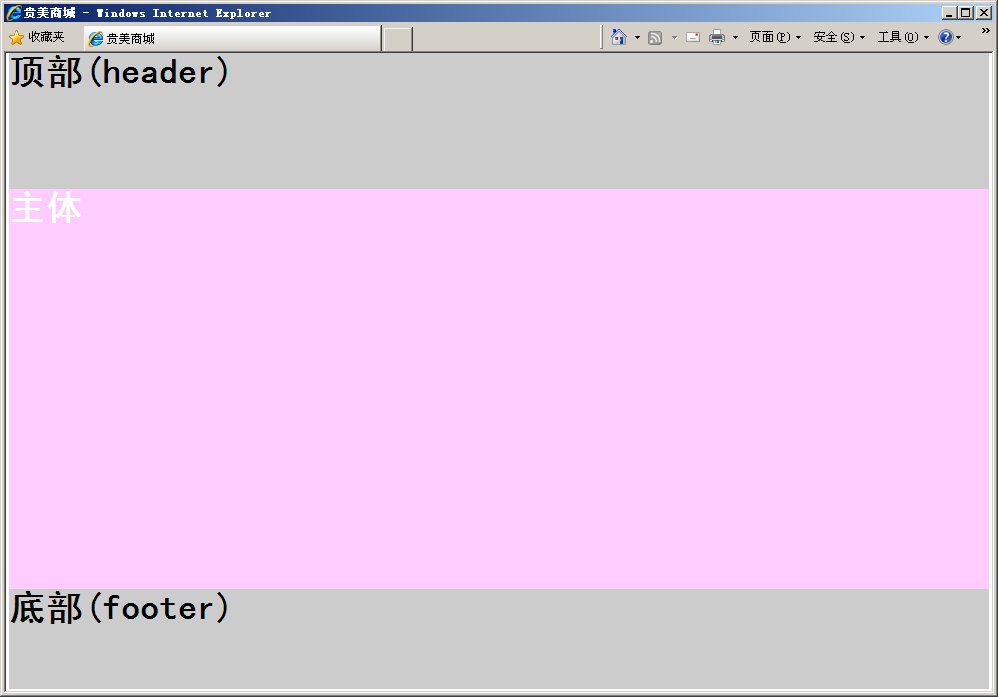 贵美商城 - Windows Internet Explorer
收藏夹 贵美商城 页面(P) 安全(S) 工具(O) »
顶部(header)
主体
底部(footer)